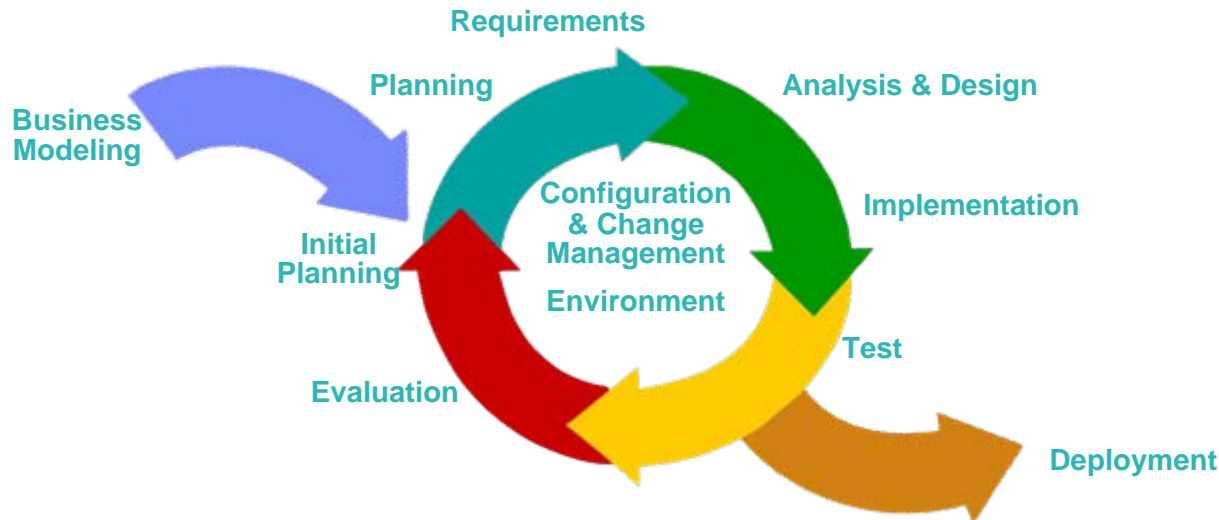 Requirements
Planning
Analysis & Design
Business
Modeling
Configuration
& Change
Management
Implementation
Initial
Planning
Environment
Test
Evaluation
Deployment